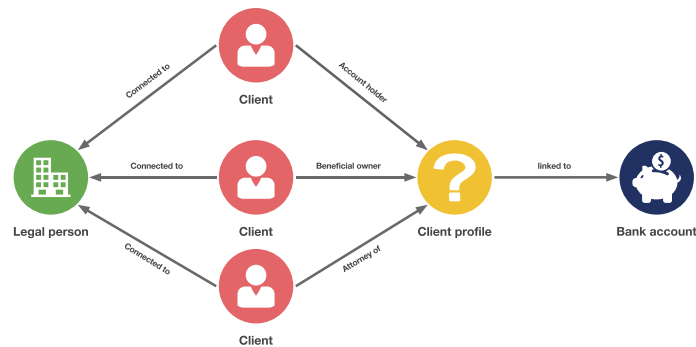 Connected to
Account holder
Client
Connected to
Beneficial owner
linked to
Legal person
Client
Client profile
Bank account
Connected to
Attorney of
Client